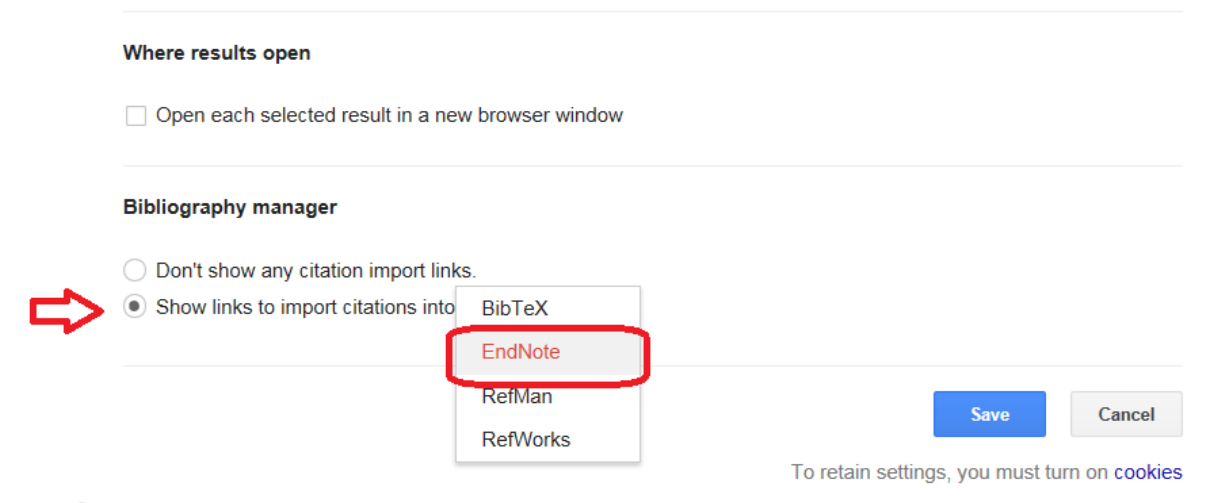 Where results open
Open each selected result in a new browser window
Bibliography manager
Don't show any citation import links.
Show links to import citations into
BibTeX
EndNote
RefMan
RefWorks
Save
Cancel
To retain settings, you must turn on cookies